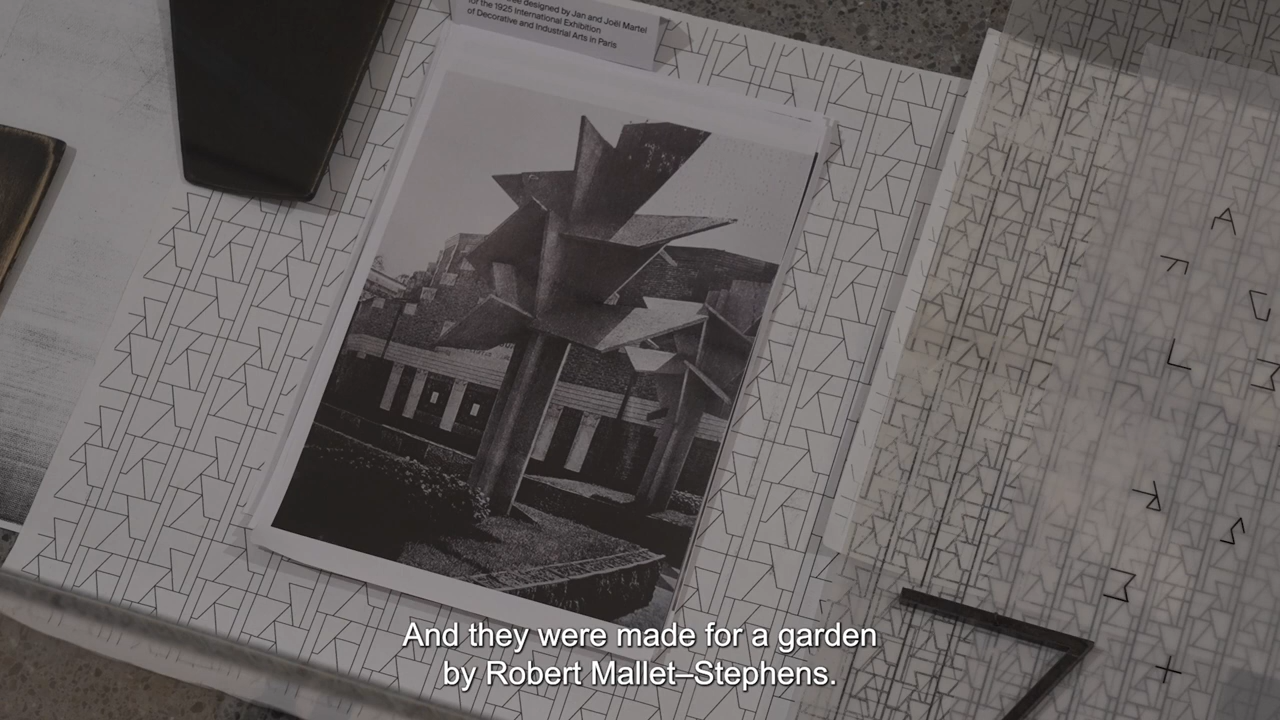 designed by Jan and Joël Martel
for the 1925 International Exhibition
of Decorative and Industrial Arts in Paris
And they were made for a garden
by Robert Mallet–Stephens.